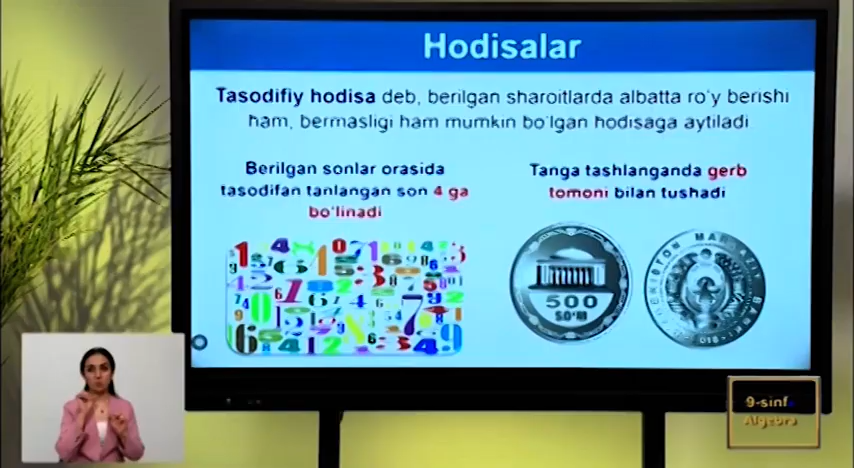 Hodisalar
Tasodifiy hodisa deb, berilgan sharoitlarda albatta ro'y berishi
ham, bermasligi ham mumkin bo'lgan hodisaga aytiladi
Berilgan sonlar orasida
tasodifan tanlangan son 4 ga
bo'linadi
Tanga tashlanganda gerb
tomoni bilan tushadi
500
SO'M
9-sinf
Algebra